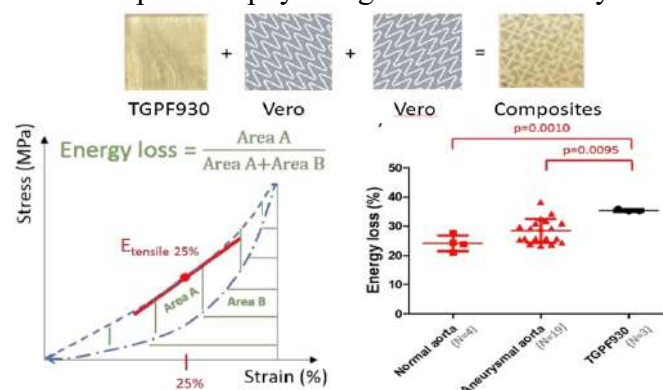 TGPF930 + Vero + Vero = Composites
Energy loss = Area A / Area A+Area B
Stress (MPa)
E tensile 25%
Area A
Area B
25%
Strain (%)
p=0.0010
p=0.0095
Energy loss (%)
50
40
30
20
10
0
Normal aorta (N=4)
Aneurysmal aorta (N=19)
TGPF930 (N=3)